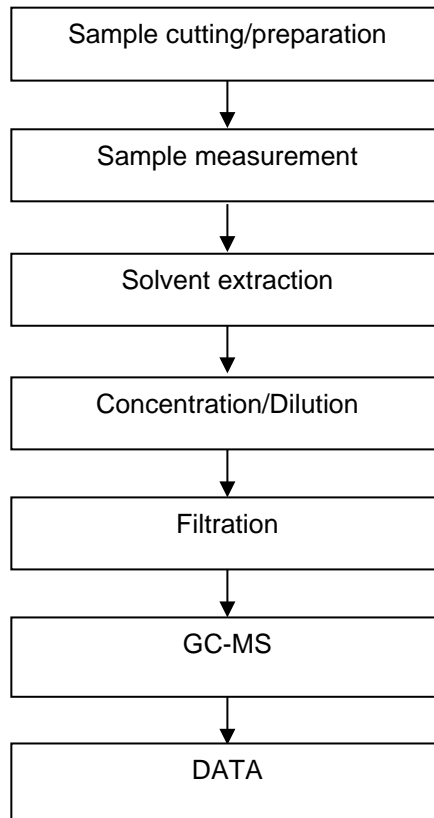 Sample cutting/preparation
Sample measurement
Solvent extraction
Concentration/Dilution
Filtration
GC-MS
DATA